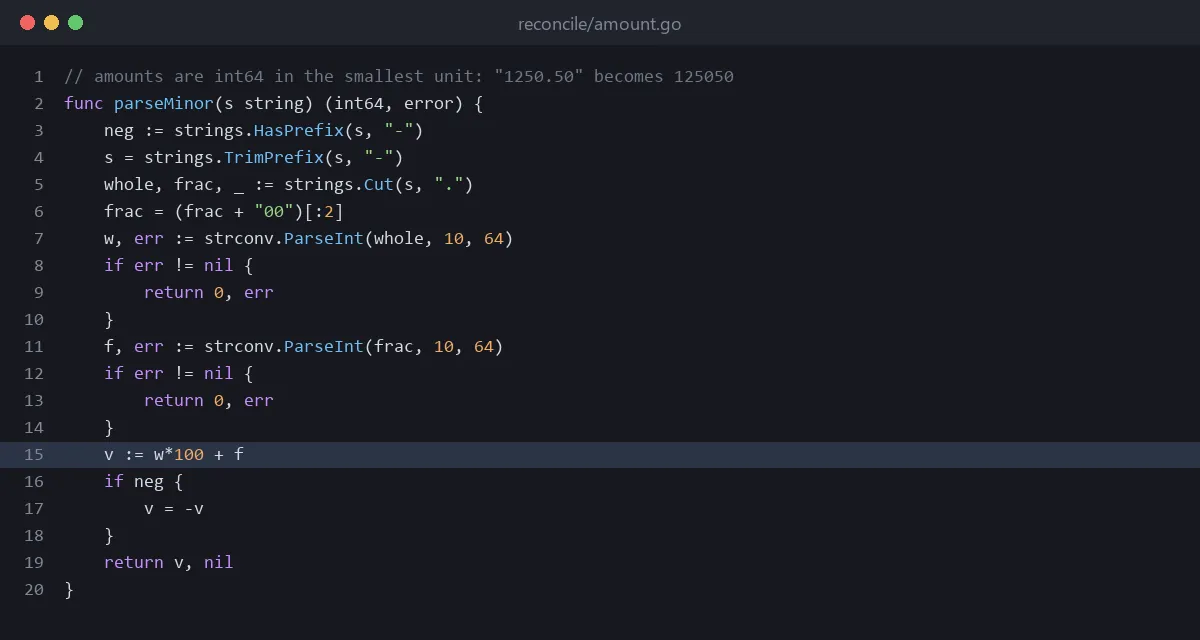 reconcile/amount.go
1 // amounts are int64 in the smallest unit: "1250.50" becomes 125050
2 func parseMinor(s string) (int64, error) {
3     neg := strings.HasPrefix(s, "-")
4     s = strings.TrimPrefix(s, "-")
5     whole, frac, _ := strings.Cut(s, ".")
6     frac = (frac + "00")[:2]
7     w, err := strconv.ParseInt(whole, 10, 64)
8     if err != nil {
9         return 0, err
10     }
11     f, err := strconv.ParseInt(frac, 10, 64)
12     if err != nil {
13         return 0, err
14     }
15     v := w*100 + f
16     if neg {
17         v = -v
18     }
19     return v, nil
20 }